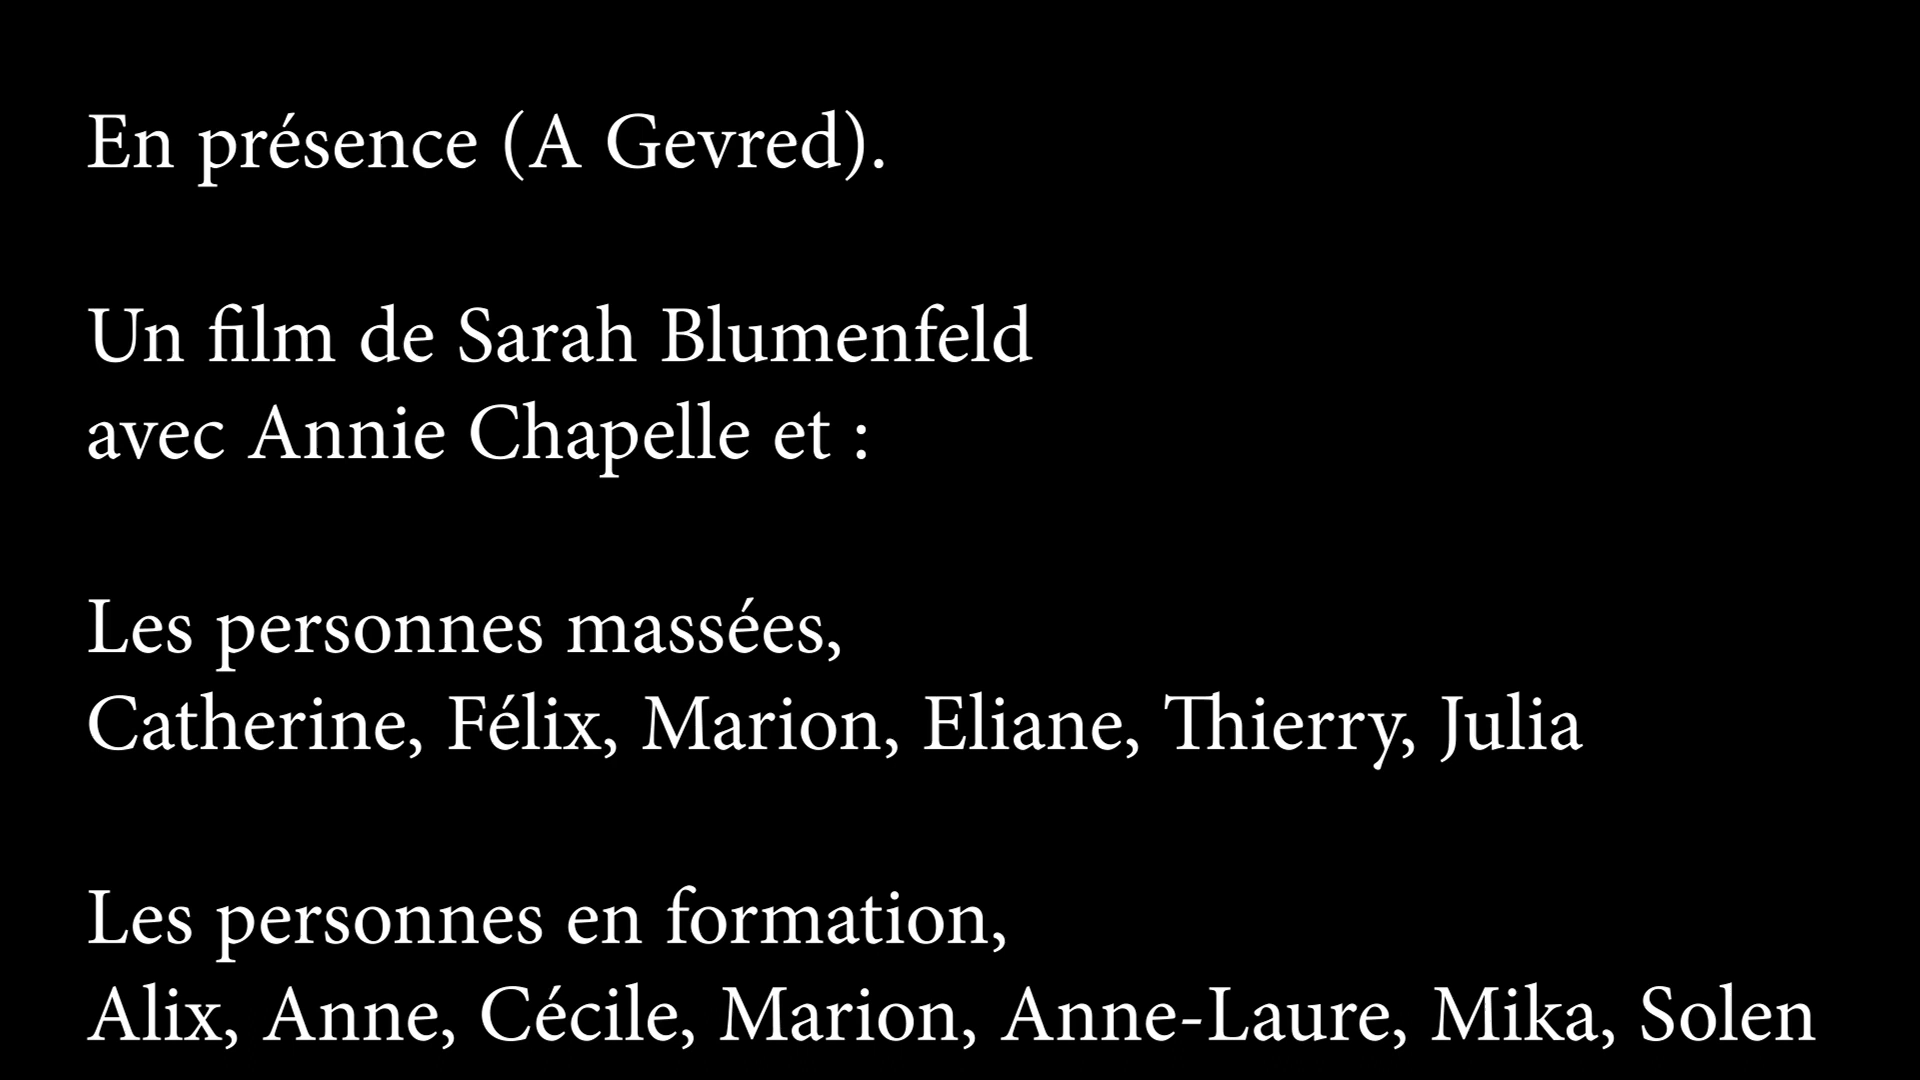 En présence (A Gevred).
Un film de Sarah Blumenfeld
avec Annie Chapelle et :
Les personnes massées,
Catherine, Félix, Marion, Eliane, Thierry, Julia
Les personnes en formation,
Alix, Anne, Cécile, Marion, Anne-Laure, Mika, Solen